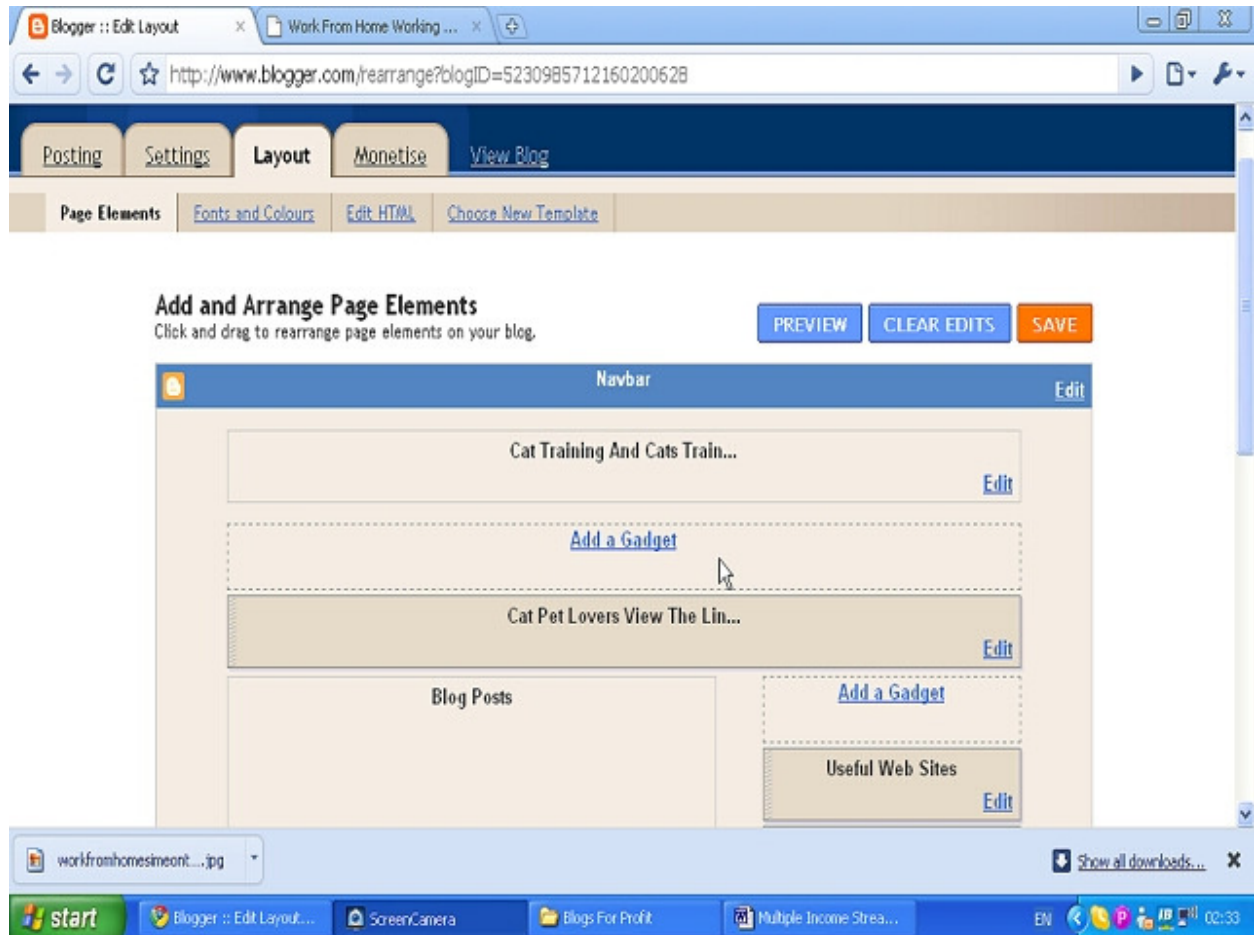 Blogger :: Edit Layout
Work From Home Working ...
http://www.blogger.com/rearrange?blogID=5230985712160200628
Posting Settings Layout Monetise View Blog
Page Elements Fonts and Colours Edit HTML Choose New Template
Add and Arrange Page Elements
Click and drag to rearrange page elements on your blog.
PREVIEW CLEAR EDITS SAVE
Navbar
Edit
Cat Training And Cats Train...
Edit
Add a Gadget
Cat Pet Lovers View The Lin...
Edit
Blog Posts
Add a Gadget
Useful Web Sites
Edit
workfromhomesimeont....jpg
Show all downloads...
start Blogger :: Edit Layout... ScreenCamera Blogs For Profit Multiple Income Strea... EN 02:33